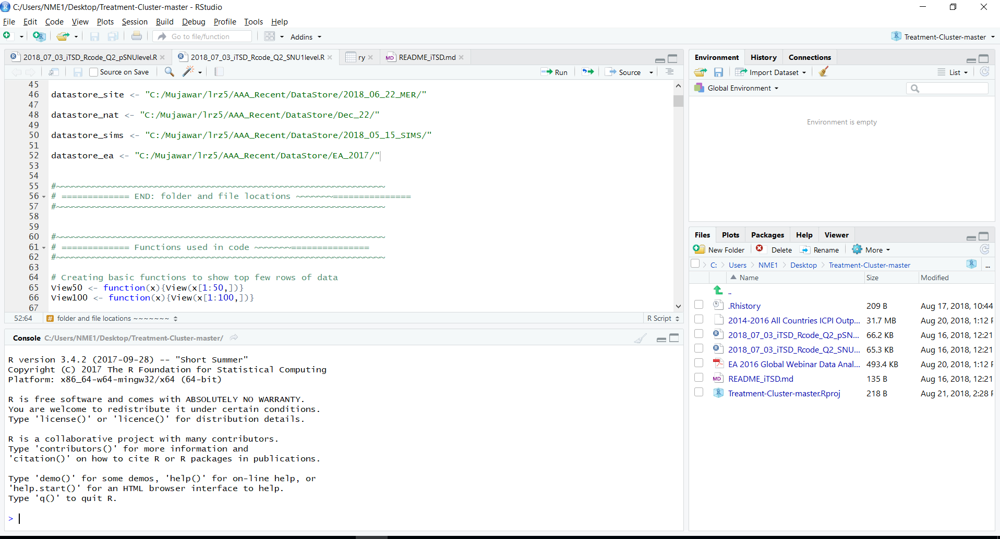 C:/Users/NME1/Desktop/Treatment-Cluster-master - RStudio
File Edit Code View Plots Session Build Debug Profile Tools Help
Go to file/function Addins Treatment-Cluster-master
2018_07_03_iTSD_Rcode_Q2_pSNUlevel.R 2018_07_03_iTSD_Rcode_Q2_SNU1level.R ry README_iTSD.md
Source on Save Run Source
45
46 datastore_site <- "C:/Mujawar/lrz5/AAA_Recent/DataStore/2018_06_22_MER/"
47
48 datastore_nat <- "C:/Mujawar/lrz5/AAA_Recent/DataStore/Dec_22/"
49
50 datastore_sims <- "C:/Mujawar/lrz5/AAA_Recent/DataStore/2018_05_15_SIMS/"
51
52 datastore_ea <- "C:/Mujawar/lrz5/AAA_Recent/DataStore/EA_2017/"
53
54
55 #~~~~~~~~~~~~~~~~~~~~~~~~~~~~~~~~~~~~~~~~~~~~~~~~~~~~~~~~~~~~~~~
56 # ============= END: folder and file locations ~~~~~~~===============
57 #~~~~~~~~~~~~~~~~~~~~~~~~~~~~~~~~~~~~~~~~~~~~~~~~~~~~~~~~~~~~~~~
58
59
60 #~~~~~~~~~~~~~~~~~~~~~~~~~~~~~~~~~~~~~~~~~~~~~~~~~~~~~~~~~~~~~~~
61 # ============= Functions used in code ~~~~~~~===============
62 #~~~~~~~~~~~~~~~~~~~~~~~~~~~~~~~~~~~~~~~~~~~~~~~~~~~~~~~~~~~~~~~
63
64 # Creating basic functions to show top few rows of data
65 View50 <- function(x){View(x[1:50,])}
66 View100 <- function(x){View(x[1:100,])}
67
52:64 # folder and file locations ~~~~~~~ R Script
Console C:/Users/NME1/Desktop/Treatment-Cluster-master/
R version 3.4.2 (2017-09-28) -- "Short Summer"
Copyright (C) 2017 The R Foundation for Statistical Computing
Platform: x86_64-w64-mingw32/x64 (64-bit)
R is free software and comes with ABSOLUTELY NO WARRANTY.
You are welcome to redistribute it under certain conditions.
Type 'license()' or 'licence()' for distribution details.
R is a collaborative project with many contributors.
Type 'contributors()' for more information and
'citation()' on how to cite R or R packages in publications.
Type 'demo()' for some demos, 'help()' for on-line help, or
'help.start()' for an HTML browser interface to help.
Type 'q()' to quit R.
>
Environment History Connections
Import Dataset List
Global Environment
Environment is empty
Files Plots Packages Help Viewer
New Folder Delete Rename More
C: Users NME1 Desktop Treatment-Cluster-master ...
Name Size Modified
..
.Rhistory 209 B Aug 17, 2018, 10:44
2014-2016 All Countries ICPI Outp... 31.7 MB Aug 20, 2018, 1:12 P
2018_07_03_iTSD_Rcode_Q2_pSN... 66.2 KB Aug 16, 2018, 12:21
2018_07_03_iTSD_Rcode_Q2_SNU... 65.3 KB Aug 16, 2018, 12:21
EA 2016 Global Webinar Data Anal... 493.4 KB Aug 20, 2018, 1:12 P
README_iTSD.md 135 B Aug 16, 2018, 12:21
Treatment-Cluster-master.Rproj 218 B Aug 21, 2018, 2:28 P